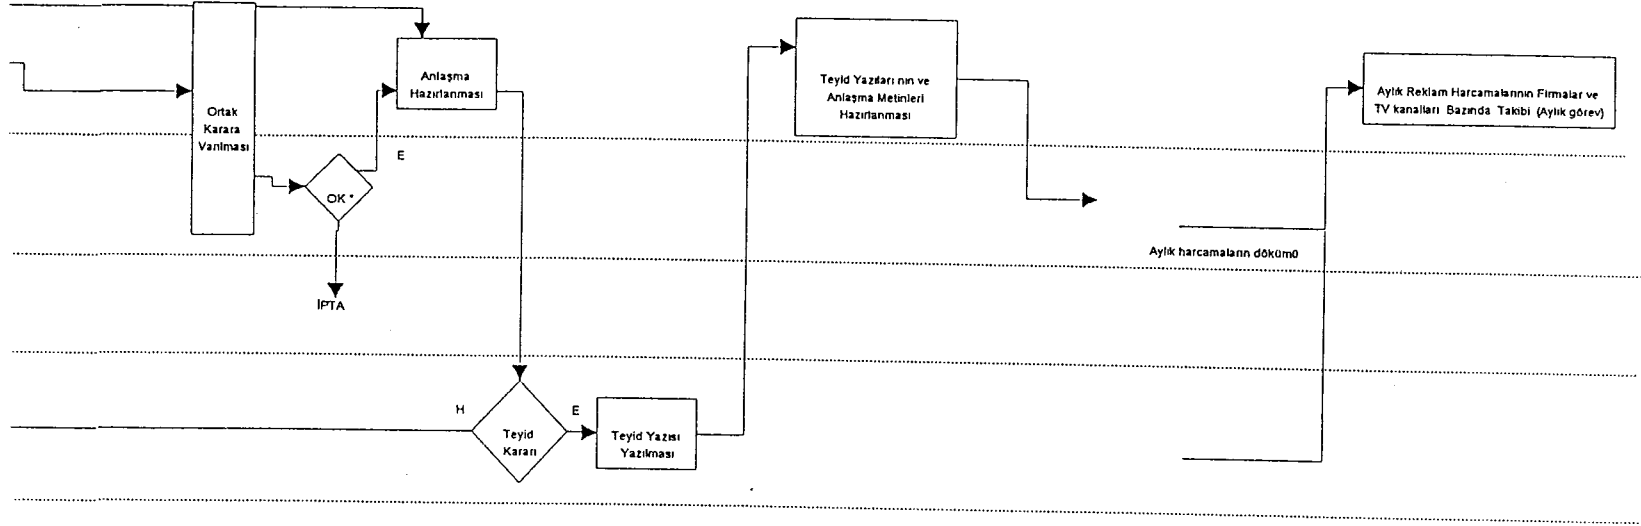 Ortak
Karara
Varılması
Anlaşma
Hazırlanması
E
OK *
İPTA
H
Teyid
Kararı
E
Teyid Yazısı
Yazılması
Teyid Yazıları nın ve
Anlaşma Metinleri
Hazırlanması
Aylık harcamaların dökümü
Aylık Reklam Harcamalarının Firmalar ve
TV kanalları Bazında Takibi (Aylık görev)